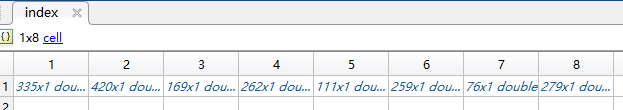 index
{} 1x8 cell
1 2 3 4 5 6 7 8
1 335x1 dou... 420x1 dou... 169x1 dou... 262x1 dou... 111x1 dou... 259x1 dou... 76x1 double 279x1 dou...
2